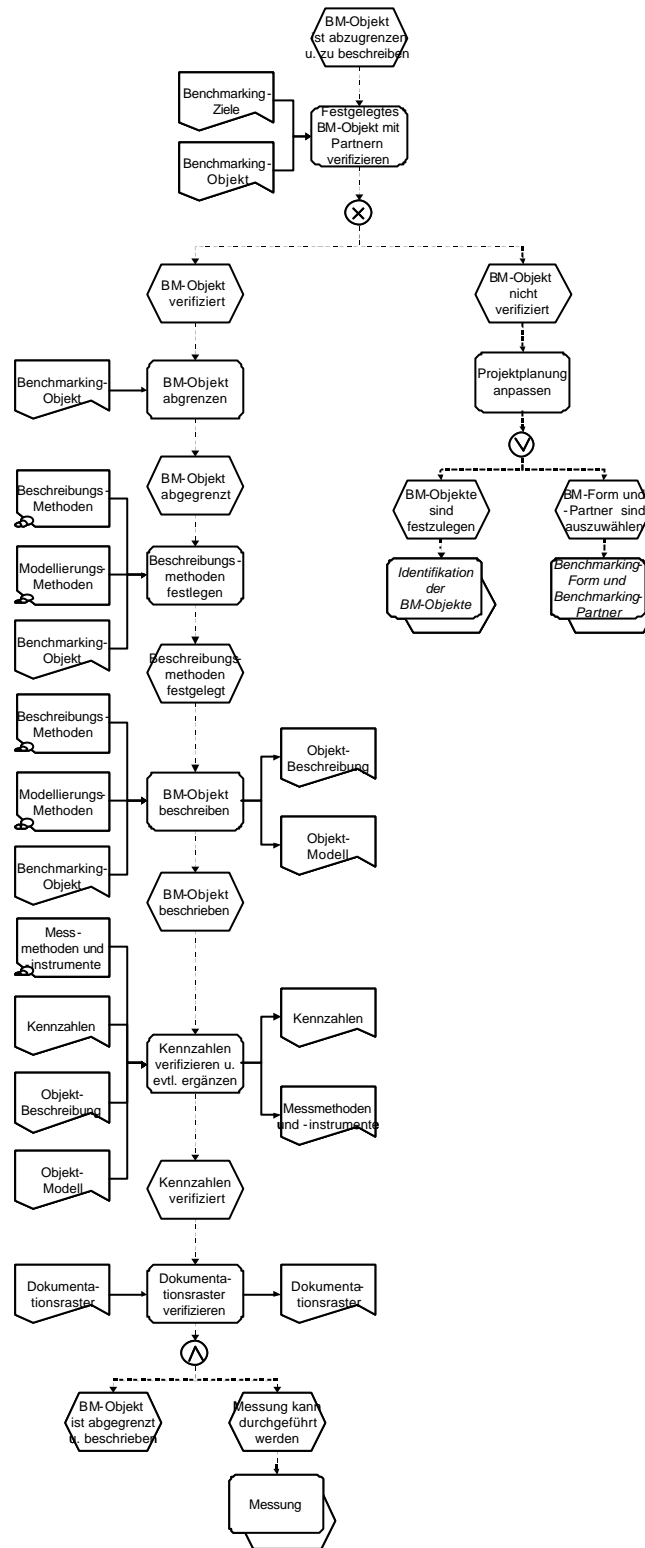 BM-Objekt
ist abzugrenzen
u. zu beschreiben
Benchmarking-
Ziele
Festgelegtes
BM-Objekt mit
Partnern
verifizieren
Benchmarking-
Objekt
BM-Objekt
verifiziert
BM-Objekt
nicht
verifiziert
Benchmarking-
Objekt
BM-Objekt
abgrenzen
Projektplanung
anpassen
BM-Objekt
abgegrenzt
BM-Objekte
sind
festzulegen
BM-Form und
-Partner sind
auszuwählen
Beschreibungs-
Methoden
Modellierungs-
Methoden
Benchmarking-
Objekt
Beschreibungs-
methoden
festlegen
Identifikation
der
BM-Objekte
Benchmarking-
Form und
Benchmarking-
Partner
Beschreibungs-
methoden
festgelegt
Beschreibungs-
Methoden
Modellierungs-
Methoden
Benchmarking-
Objekt
BM-Objekt
beschreiben
Objekt-
Beschreibung
Objekt-
Modell
BM-Objekt
beschrieben
Mess-
methoden und
-instrumente
Kennzahlen
Objekt-
Beschreibung
Objekt-
Modell
Kennzahlen
verifizieren u.
evtl. ergänzen
Kennzahlen
Messmethoden
und -instrumente
Kennzahlen
verifiziert
Dokumenta-
tionsraster
Dokumenta-
tionsraster
verifizieren
Dokumenta-
tionsraster
BM-Objekt
ist abgegrenzt
u. beschrieben
Messung kann
durchgeführt
werden
Messung